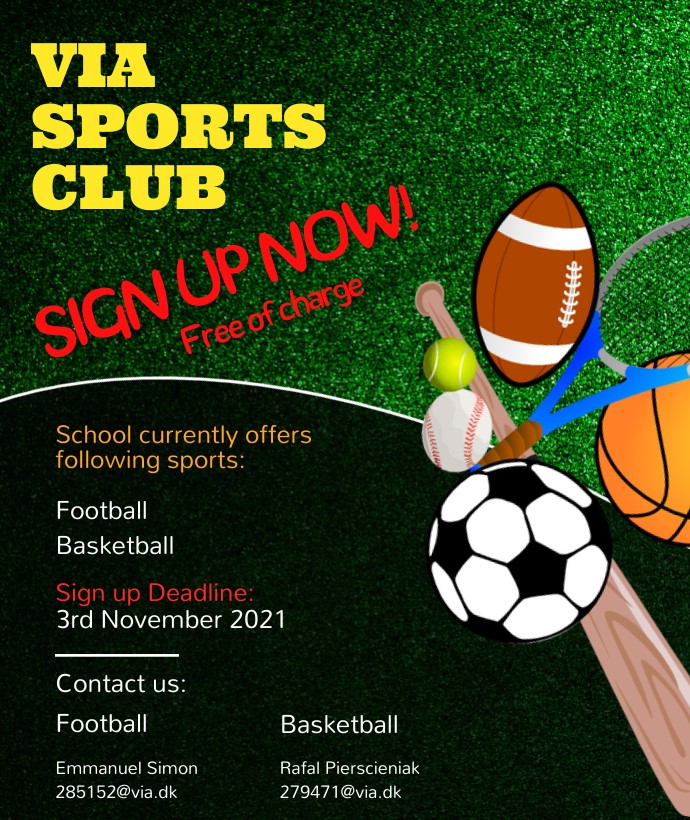 VIA
SPORTS
CLUB
SIGN UP NOW!
Free of charge
School currently offers
following sports:
Football
Basketball
Sign up Deadline:
3rd November 2021
Contact us:
Football
Emmanuel Simon
285152@via.dk
Basketball
Rafal Pierscieniak
279471@via.dk